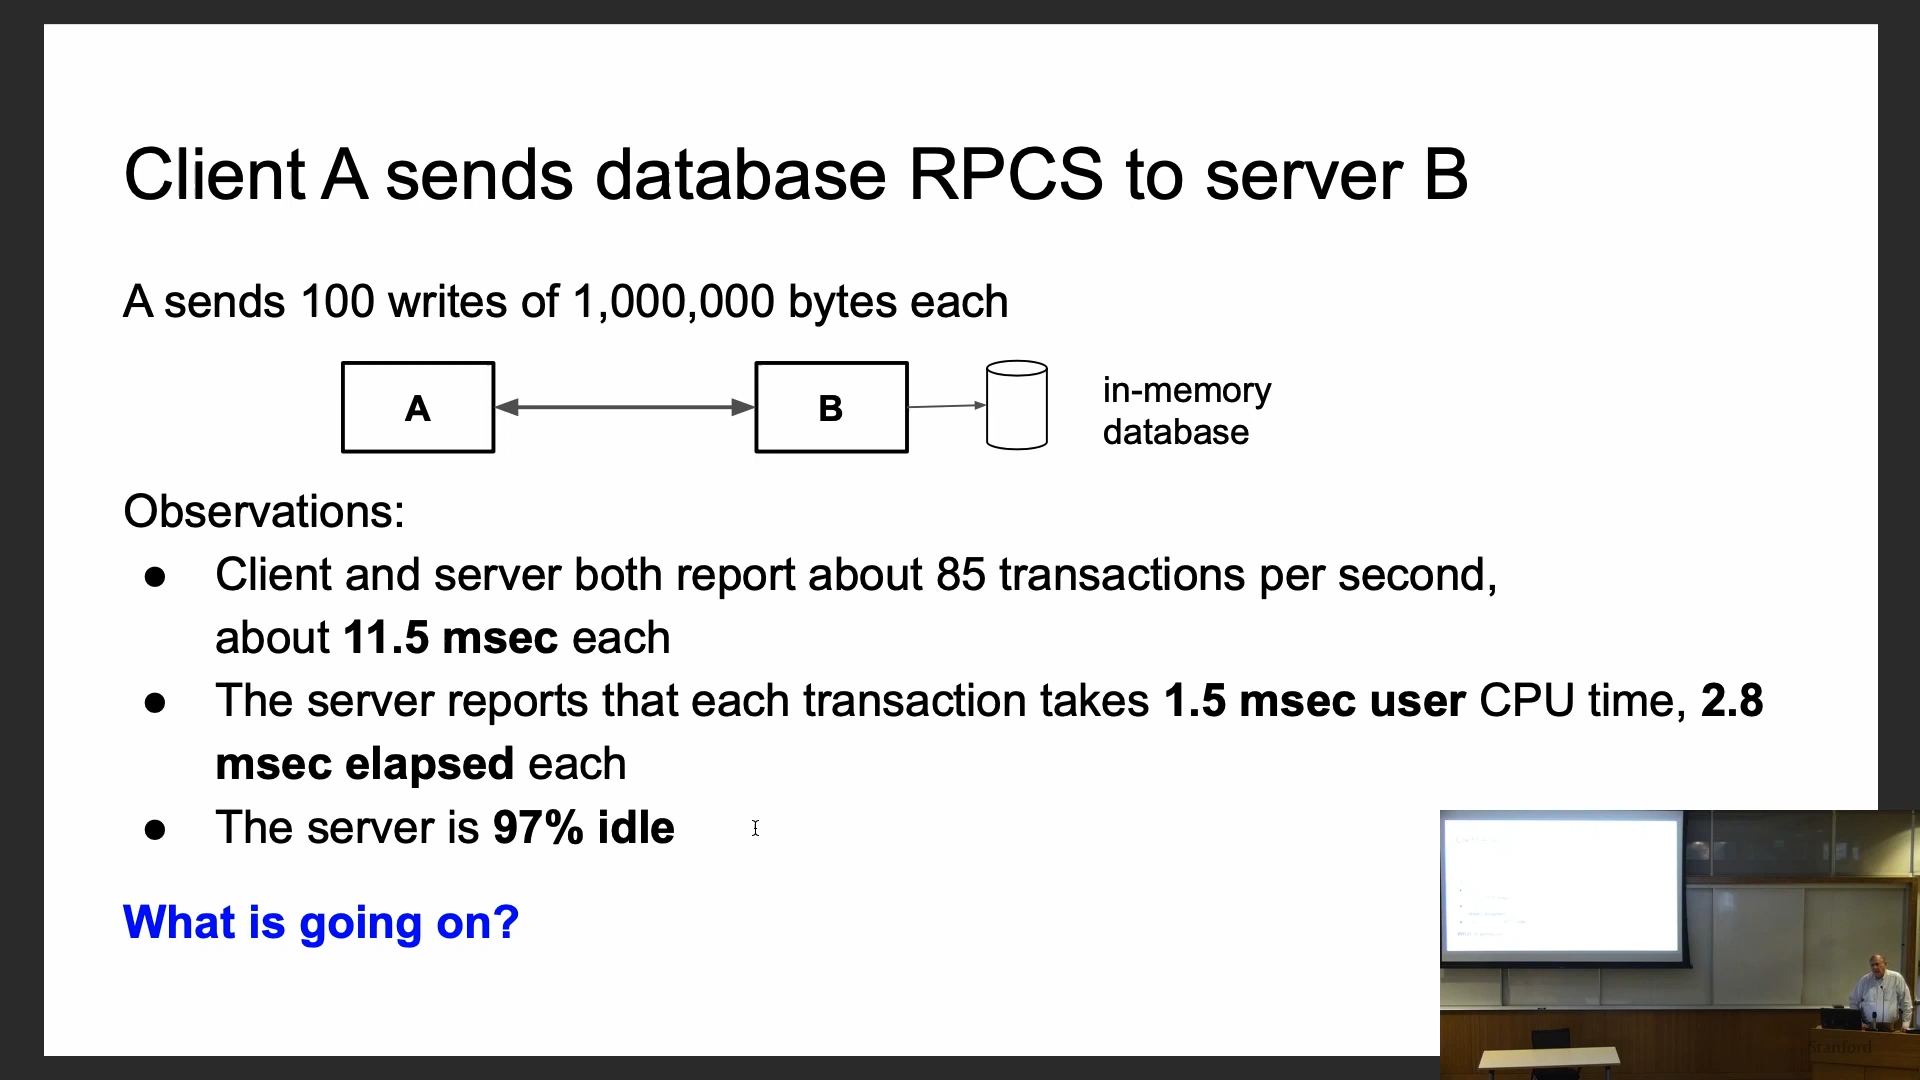 Client A sends database RPCS to server B
A sends 100 writes of 1,000,000 bytes each
A
B
in-memory
database
Observations:
● Client and server both report about 85 transactions per second,
about 11.5 msec each
● The server reports that each transaction takes 1.5 msec user CPU time, 2.8
msec elapsed each
● The server is 97% idle
What is going on?
Stanford